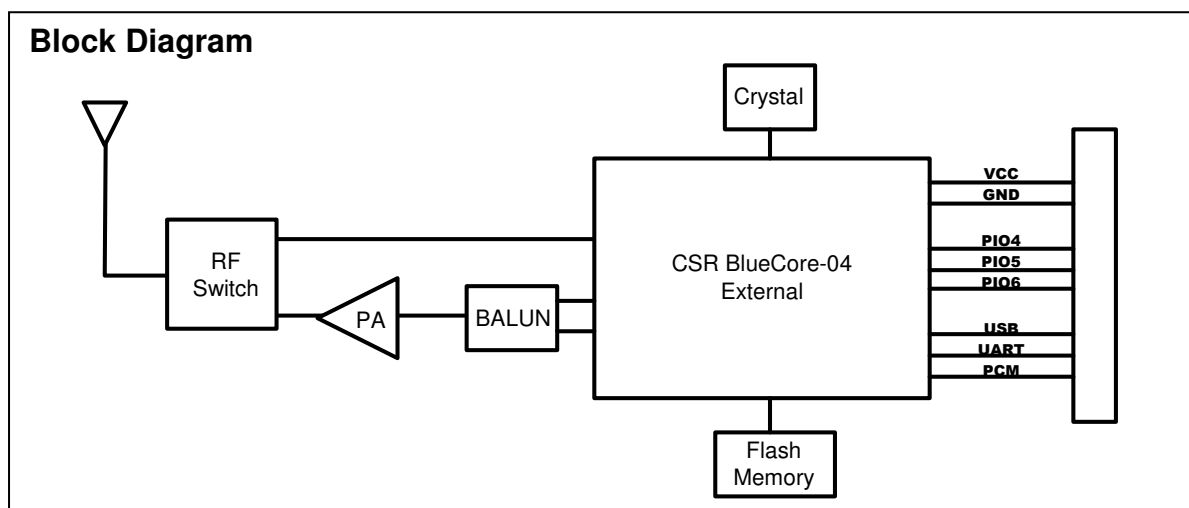 Block Diagram
Crystal
VCC
GND
RF
Switch
CSR BlueCore-04
External
PIO4
PIO5
PIO6
PA
BALUN
USB
UART
PCM
Flash
Memory